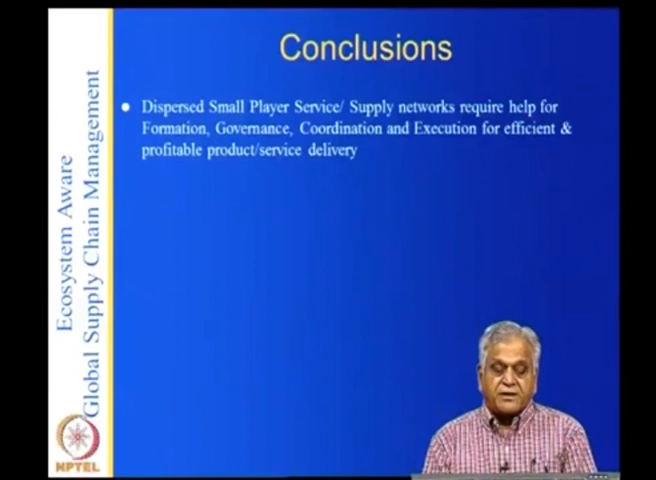 Conclusions
Dispersed Small Player Service/ Supply networks require help for
Formation, Governance, Coordination and Execution for efficient &
profitable product/service delivery
Ecosystem Aware
Global Supply Chain Management
NPTEL